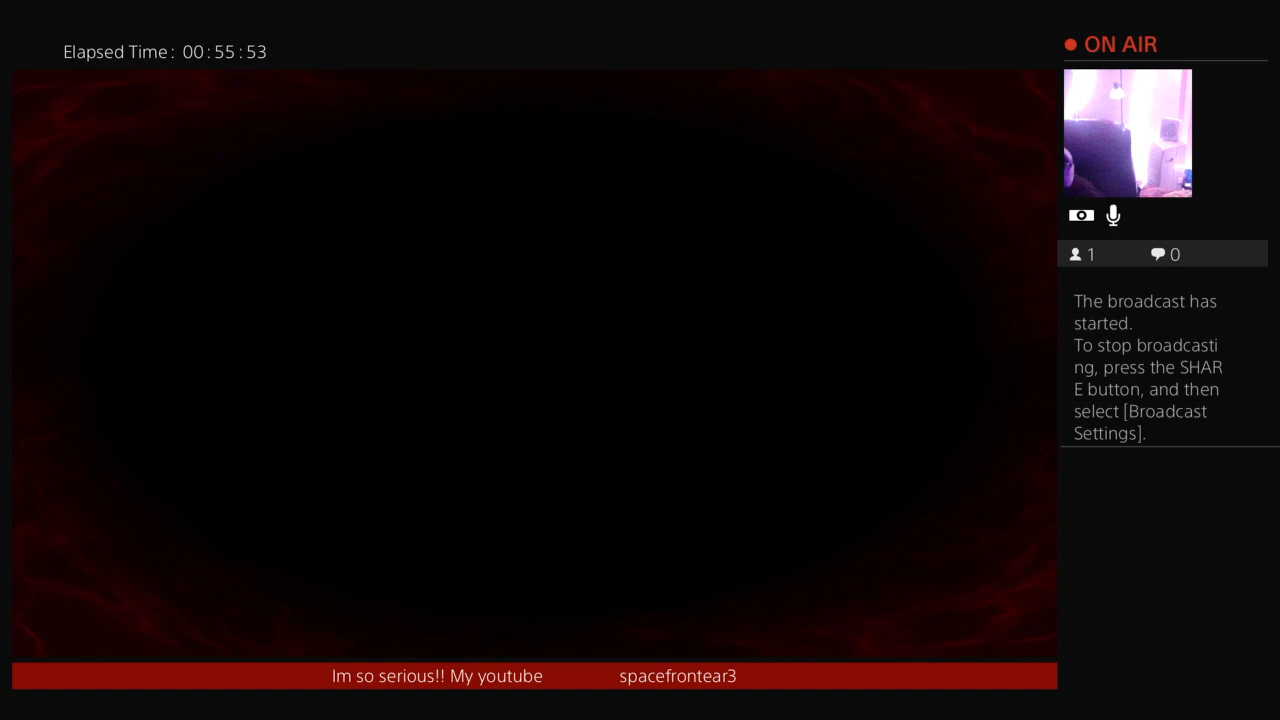 Elapsed Time: 00:55:53
ON AIR
1
0
The broadcast has
started.
To stop broadcasti
ng, press the SHAR
E button, and then
select [Broadcast
Settings].
Im so serious!! My youtube spacefrontear3